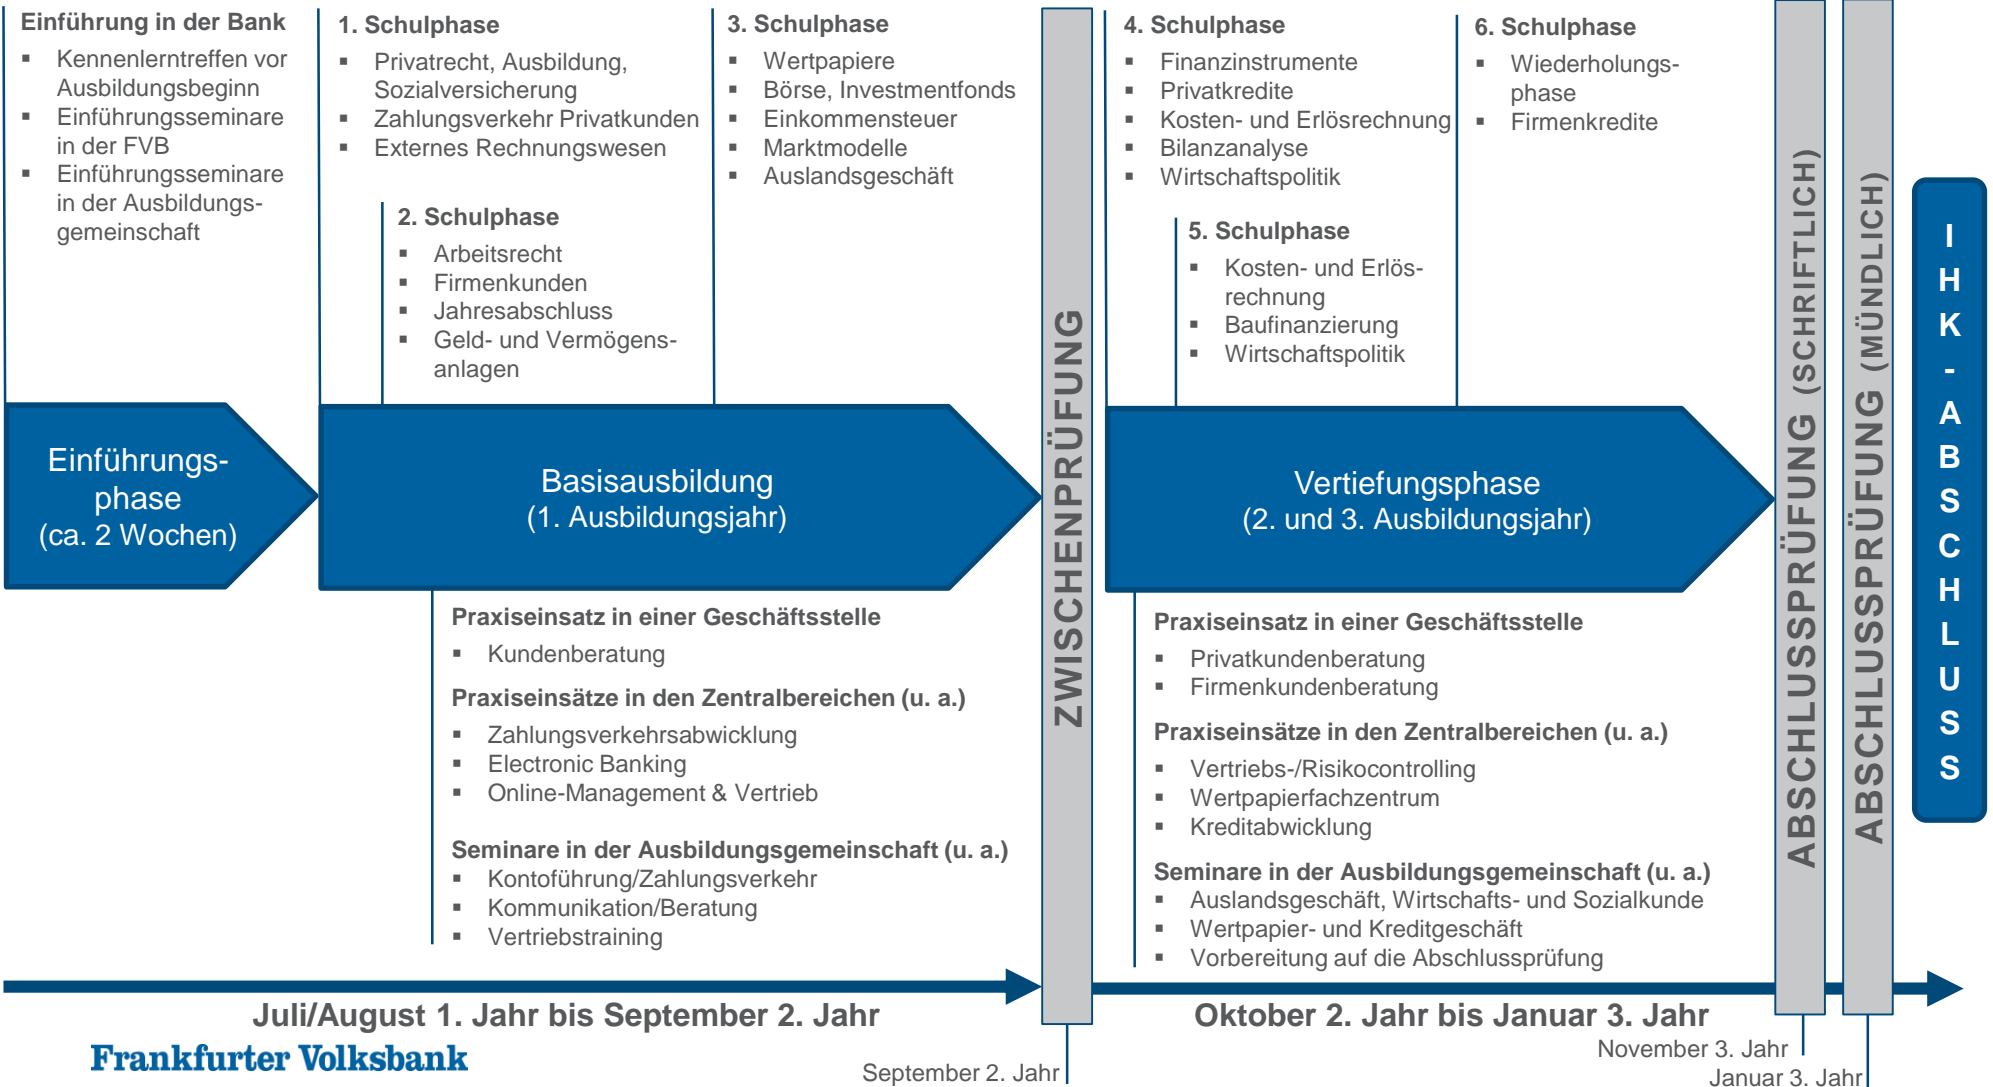 Einführung in der Bank
▪ Kennenlerntreffen vor
Ausbildungsbeginn
▪ Einführungsseminare
in der FVB
▪ Einführungsseminare
in der Ausbildungs-
gemeinschaft
1. Schulphase
▪ Privatrecht, Ausbildung,
Sozialversicherung
▪ Zahlungsverkehr Privatkunden
▪ Externes Rechnungswesen
2. Schulphase
▪ Arbeitsrecht
▪ Firmenkunden
▪ Jahresabschluss
▪ Geld- und Vermögens-
anlagen
3. Schulphase
▪ Wertpapiere
▪ Börse, Investmentfonds
▪ Einkommensteuer
▪ Marktmodelle
▪ Auslandsgeschäft
4. Schulphase
▪ Finanzinstrumente
▪ Privatkredite
▪ Kosten- und Erlösrechnung
▪ Bilanzanalyse
▪ Wirtschaftspolitik
5. Schulphase
▪ Kosten- und Erlös-
rechnung
▪ Baufinanzierung
▪ Wirtschaftspolitik
6. Schulphase
▪ Wiederholungs-
phase
▪ Firmenkredite
Einführungs-
phase
(ca. 2 Wochen)
Basisausbildung
(1. Ausbildungsjahr)
ZWISCHENPRÜFUNG
Vertiefungsphase
(2. und 3. Ausbildungsjahr)
ABSCHLUSSPRÜFUNG (SCHRIFTLICH)
ABSCHLUSSPRÜFUNG (MÜNDLICH)
IHK-ABSCHLUSS
Praxiseinsatz in einer Geschäftsstelle
▪ Kundenberatung
Praxiseinsätze in den Zentralbereichen (u. a.)
▪ Zahlungsverkehrsabwicklung
▪ Electronic Banking
▪ Online-Management & Vertrieb
Seminare in der Ausbildungsgemeinschaft (u. a.)
▪ Kontoführung/Zahlungsverkehr
▪ Kommunikation/Beratung
▪ Vertriebstraining
Praxiseinsatz in einer Geschäftsstelle
▪ Privatkundenberatung
▪ Firmenkundenberatung
Praxiseinsätze in den Zentralbereichen (u. a.)
▪ Vertriebs-/Risikocontrolling
▪ Wertpapierfachzentrum
▪ Kreditabwicklung
Seminare in der Ausbildungsgemeinschaft (u. a.)
▪ Auslandsgeschäft, Wirtschafts- und Sozialkunde
▪ Wertpapier- und Kreditgeschäft
▪ Vorbereitung auf die Abschlussprüfung
Juli/August 1. Jahr bis September 2. Jahr
Oktober 2. Jahr bis Januar 3. Jahr
Frankfurter Volksbank
September 2. Jahr
November 3. Jahr
Januar 3. Jahr